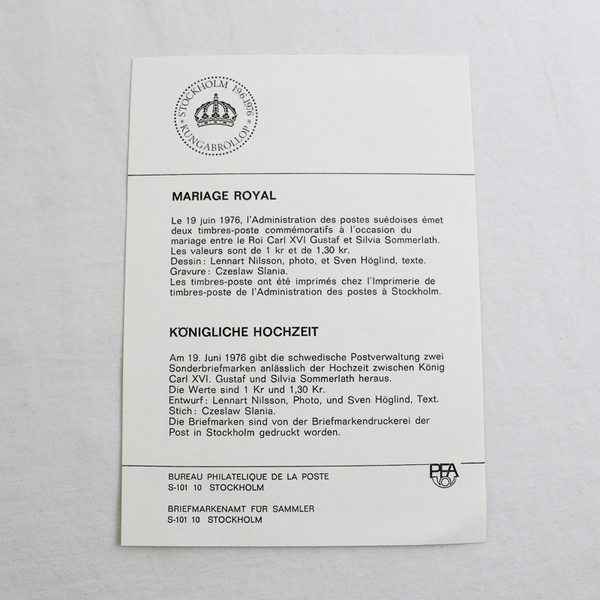 STOCKHOLM 19.6.1976
* KUNGABRÖLLOP *
MARIAGE ROYAL
Le 19 juin 1976, l'Administration des postes suédoises émet
deux timbres-poste commémoratifs à l'occasion du
mariage entre le Roi Carl XVI Gustaf et Silvia Sommerlath.
Les valeurs sont de 1 kr et de 1,30 kr.
Dessin: Lennart Nilsson, photo, et Sven Höglind, texte.
Gravure: Czeslaw Slania.
Les timbres-poste ont été imprimés chez l'Imprimerie de
timbres-poste de l'Administration des postes à Stockholm.
KÖNIGLICHE HOCHZEIT
Am 19. Juni 1976 gibt die schwedische Postverwaltung zwei
Sonderbriefmarken anlässlich der Hochzeit zwischen König
Carl XVI. Gustaf und Silvia Sommerlath heraus.
Die Werte sind 1 Kr und 1,30 Kr.
Entwurf: Lennart Nilsson, Photo, und Sven Höglind, Text.
Stich: Czeslaw Slania.
Die Briefmarken sind von der Briefmarkendruckerei der
Post in Stockholm gedruckt worden.
PFA
BUREAU PHILATELIQUE DE LA POSTE
S-101 10 STOCKHOLM
BRIEFMARKENAMT FÜR SAMMLER
S-101 10 STOCKHOLM